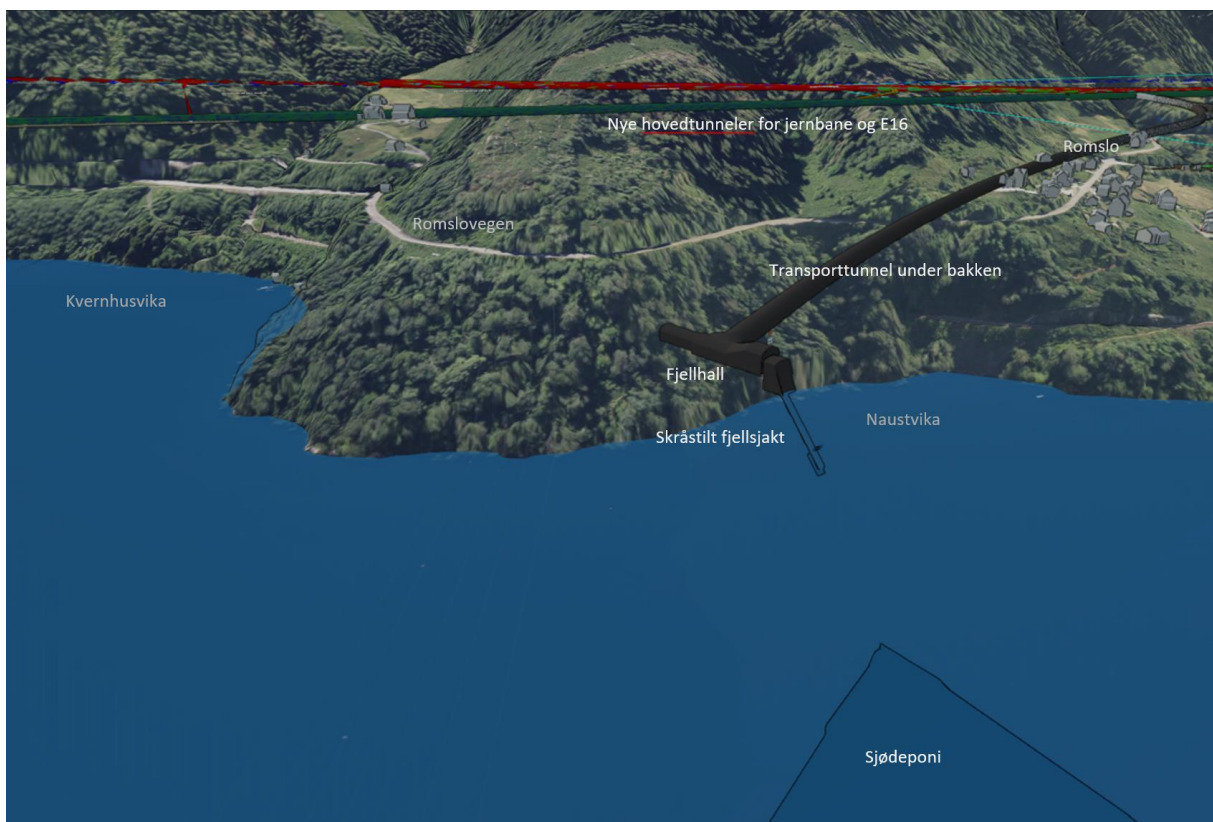 Nye hovedtunneler for jernbane og E16
Romslo
Romslovegen
Transporttunnel under bakken
Kvernhusvika
Fjellhall
Naustvika
Skråstilt fjellsjakt
Sjødeponi